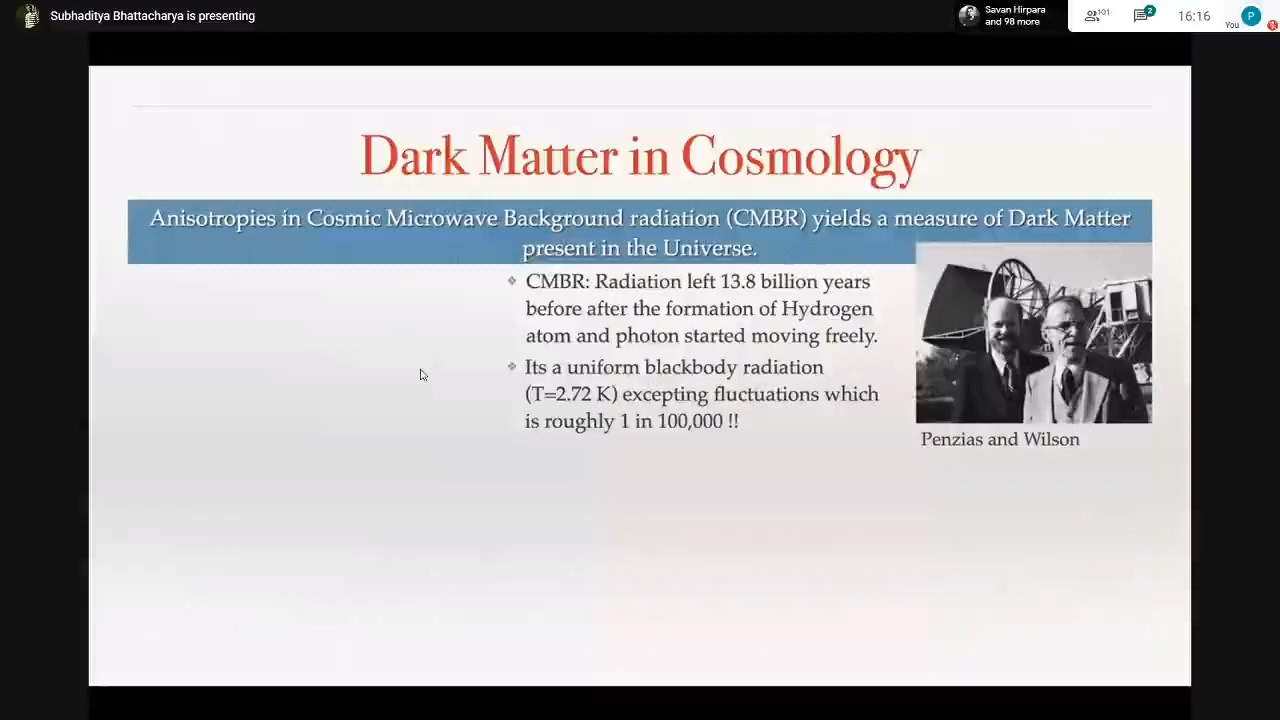 Subhaditya Bhattacharya is presenting
Savan Hirpara
and 98 more
101
2
16:16
You
P
Dark Matter in Cosmology
Anisotropies in Cosmic Microwave Background radiation (CMBR) yields a measure of Dark Matter
present in the Universe.
❖ CMBR: Radiation left 13.8 billion years
before after the formation of Hydrogen
atom and photon started moving freely.
❖ Its a uniform blackbody radiation
(T=2.72 K) excepting fluctuations which
is roughly 1 in 100,000 !!
Penzias and Wilson